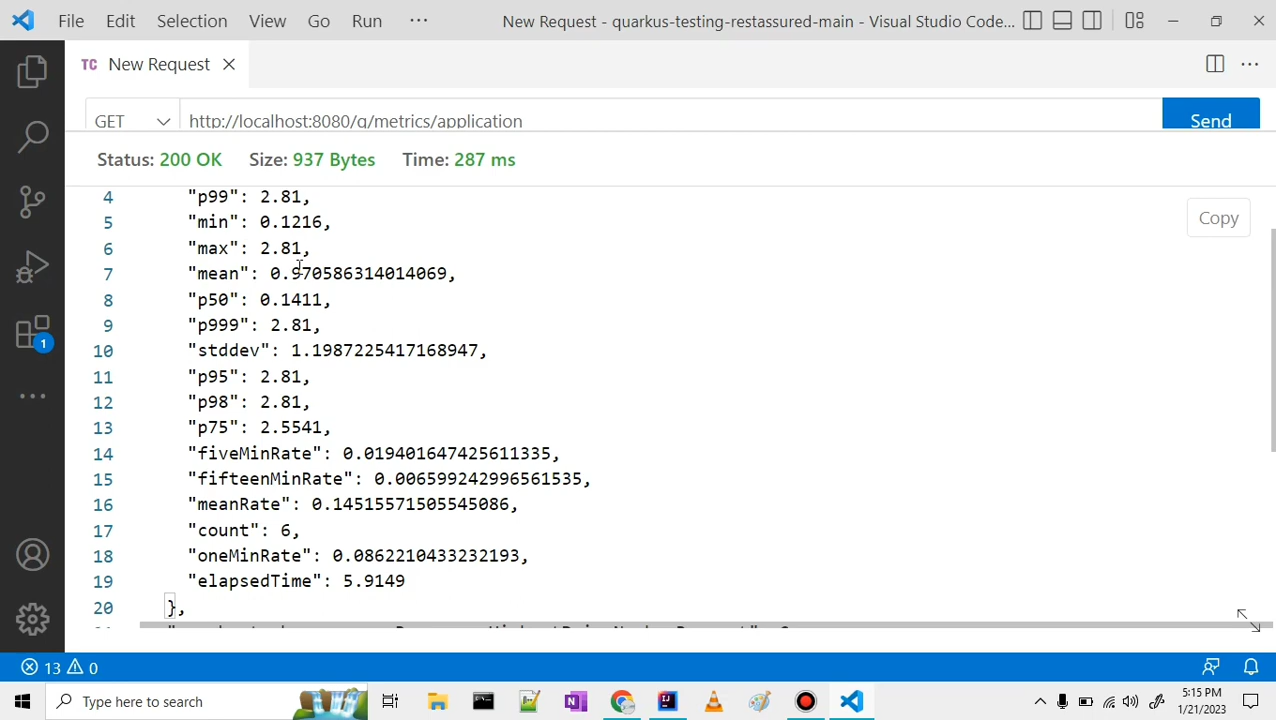 File Edit Selection View Go Run ··· New Request - quarkus-testing-restassured-main - Visual Studio Code...
TC New Request
GET http://localhost:8080/q/metrics/application Send
Status: 200 OK Size: 937 Bytes Time: 287 ms
Copy
4 "p99": 2.81,
5 "min": 0.1216,
6 "max": 2.81,
7 "mean": 0.970586314014069,
8 "p50": 0.1411,
9 "p999": 2.81,
10 "stddev": 1.1987225417168947,
11 "p95": 2.81,
12 "p98": 2.81,
13 "p75": 2.5541,
14 "fiveMinRate": 0.019401647425611335,
15 "fifteenMinRate": 0.006599242996561535,
16 "meanRate": 0.14515571505545086,
17 "count": 6,
18 "oneMinRate": 0.0862210433232193,
19 "elapsedTime": 5.9149
20 },
1
13 0
Type here to search
5:15 PM
1/21/2023